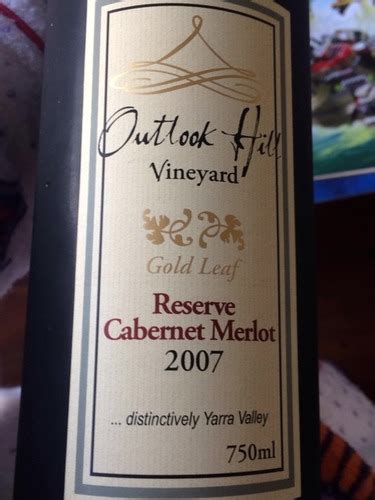 Outlook Hill
Vineyard
Gold Leaf
Reserve
Cabernet Merlot
2007
... distinctively Yarra Valley
750ml